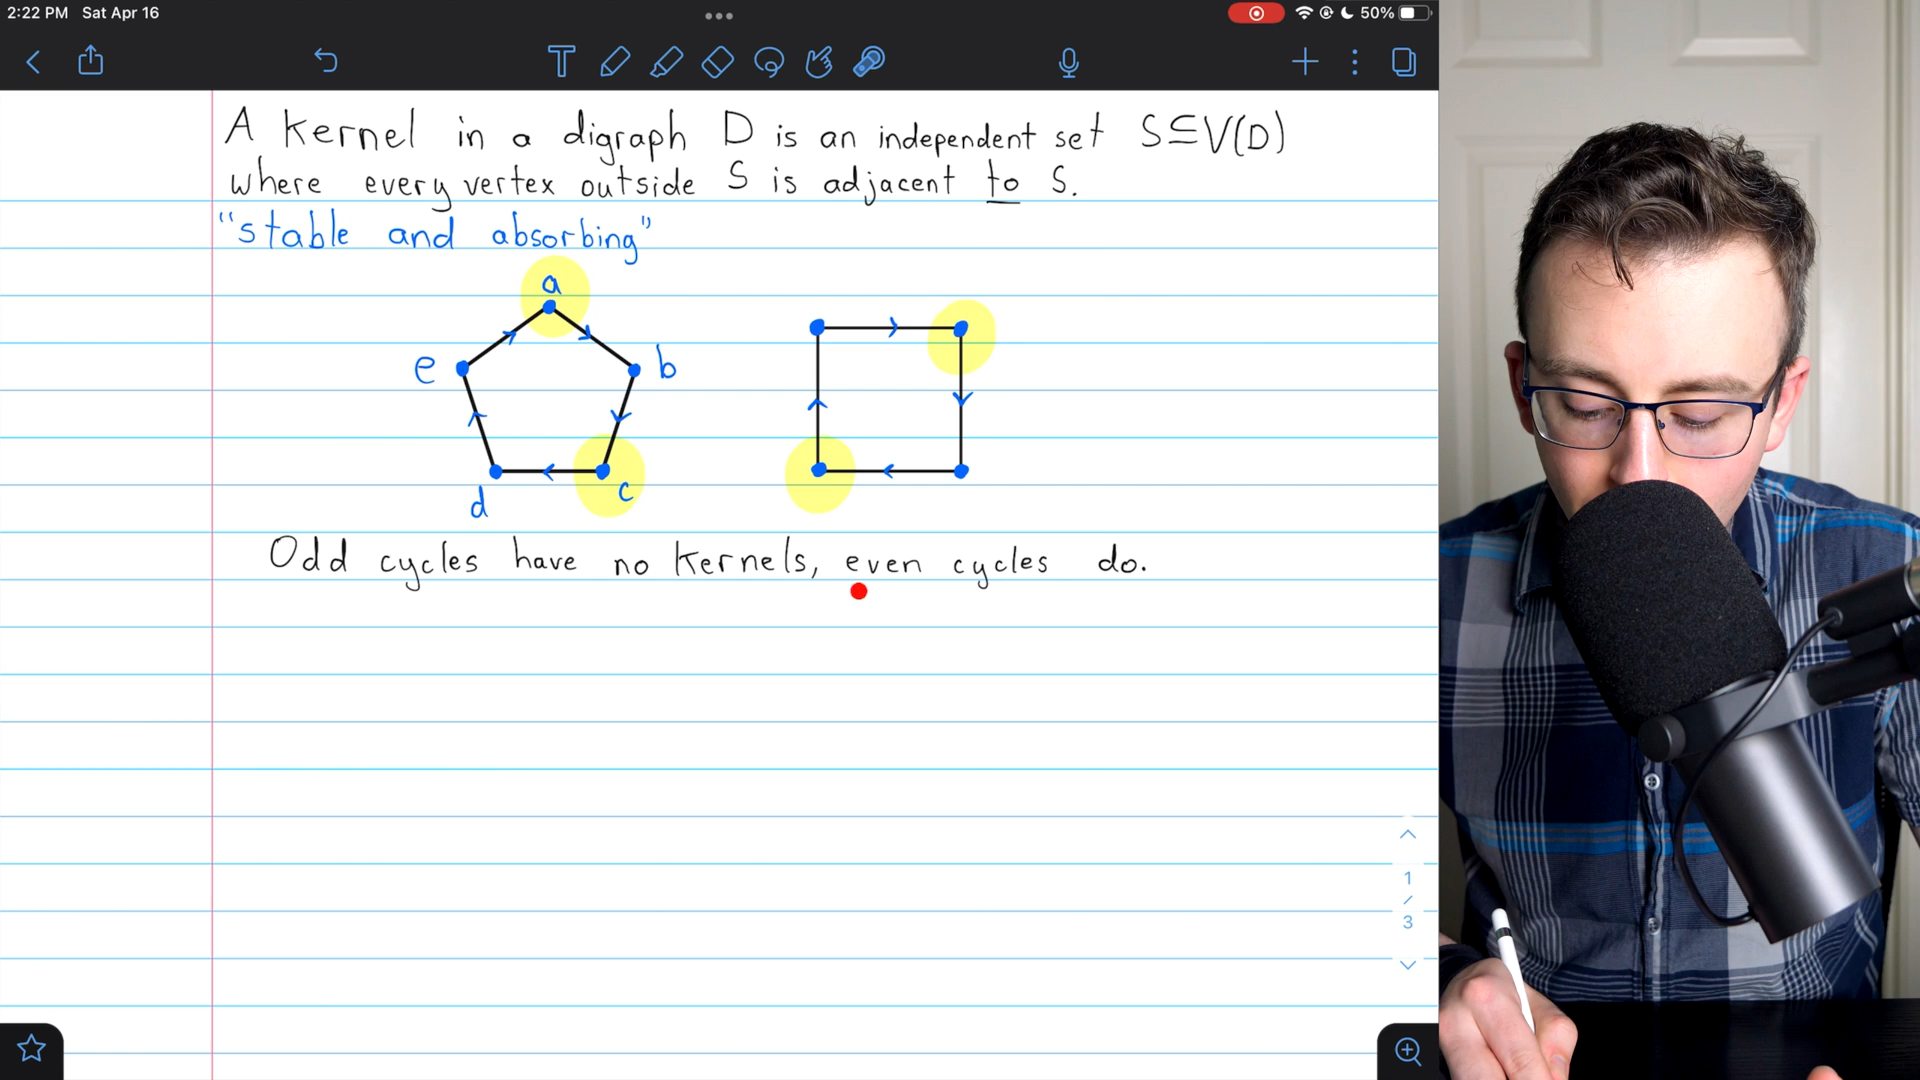 2:22 PM Sat Apr 16
50%
A kernel in a digraph D is an independent set S⊆V(D)
where every vertex outside S is adjacent to S.
"stable and absorbing"
a
e
b
d
c
Odd cycles have no kernels, even cycles do.
1
/
3